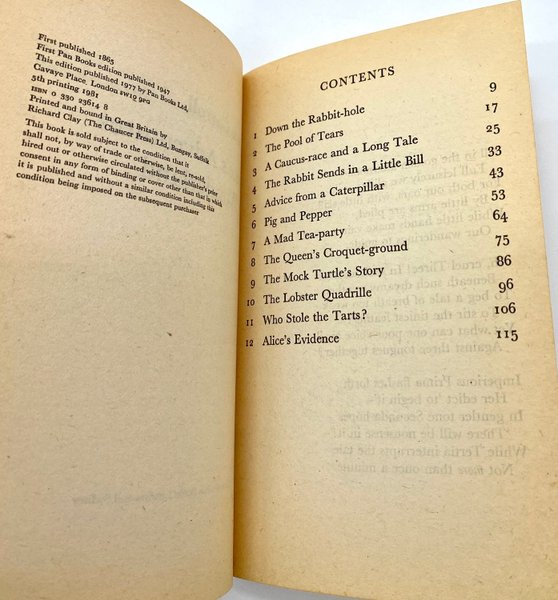 First published 1865
First Pan Books edition published 1947
This edition published 1977 by Pan Books Ltd,
Cavaye Place, London SW10 9PG
5th printing 1981
ISBN 0 330 23614 8
Printed and bound in Great Britain by
Richard Clay (The Chaucer Press) Ltd, Bungay, Suffolk
This book is sold subject to the condition that it
shall not, by way of trade or otherwise, be lent, re-sold,
hired out or otherwise circulated without the publisher's prior
consent in any form of binding or cover other than that in which
it is published and without a similar condition including this
condition being imposed on the subsequent purchaser
CONTENTS
1 Down the Rabbit-hole 9
2 The Pool of Tears 17
3 A Caucus-race and a Long Tale 25
4 The Rabbit Sends in a Little Bill 33
5 Advice from a Caterpillar 43
6 Pig and Pepper 53
7 A Mad Tea-party 64
8 The Queen's Croquet-ground 75
9 The Mock Turtle's Story 86
10 The Lobster Quadrille 96
11 Who Stole the Tarts? 106
12 Alice's Evidence 115